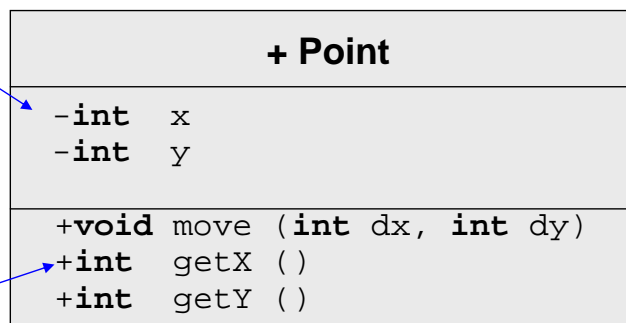 + Point
-int x
-int y
+void move (int dx, int dy)
+int getX ()
+int getY ()